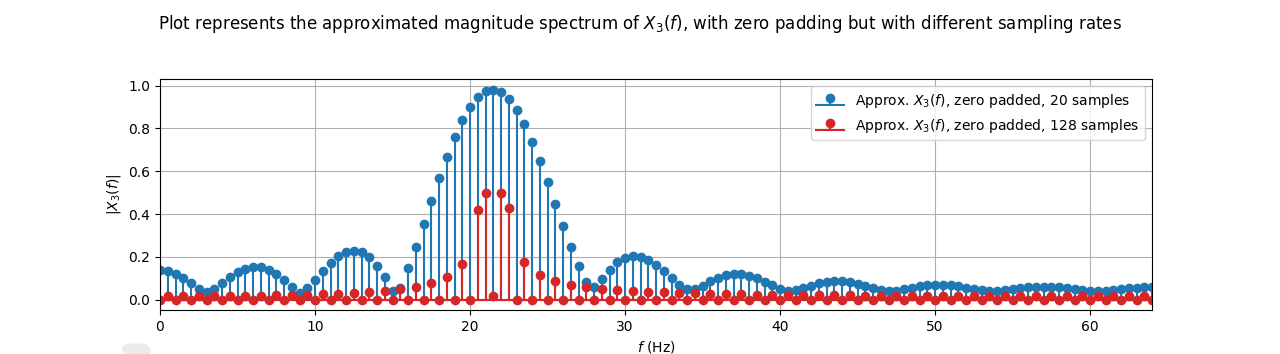 Plot represents the approximated magnitude spectrum of X₃(f), with zero padding but with different sampling rates
Approx. X₃(f), zero padded, 20 samples
Approx. X₃(f), zero padded, 128 samples
|X₃(f)|
1.0
0.8
0.6
0.4
0.2
0.0
0 10 20 30 40 50 60
f (Hz)